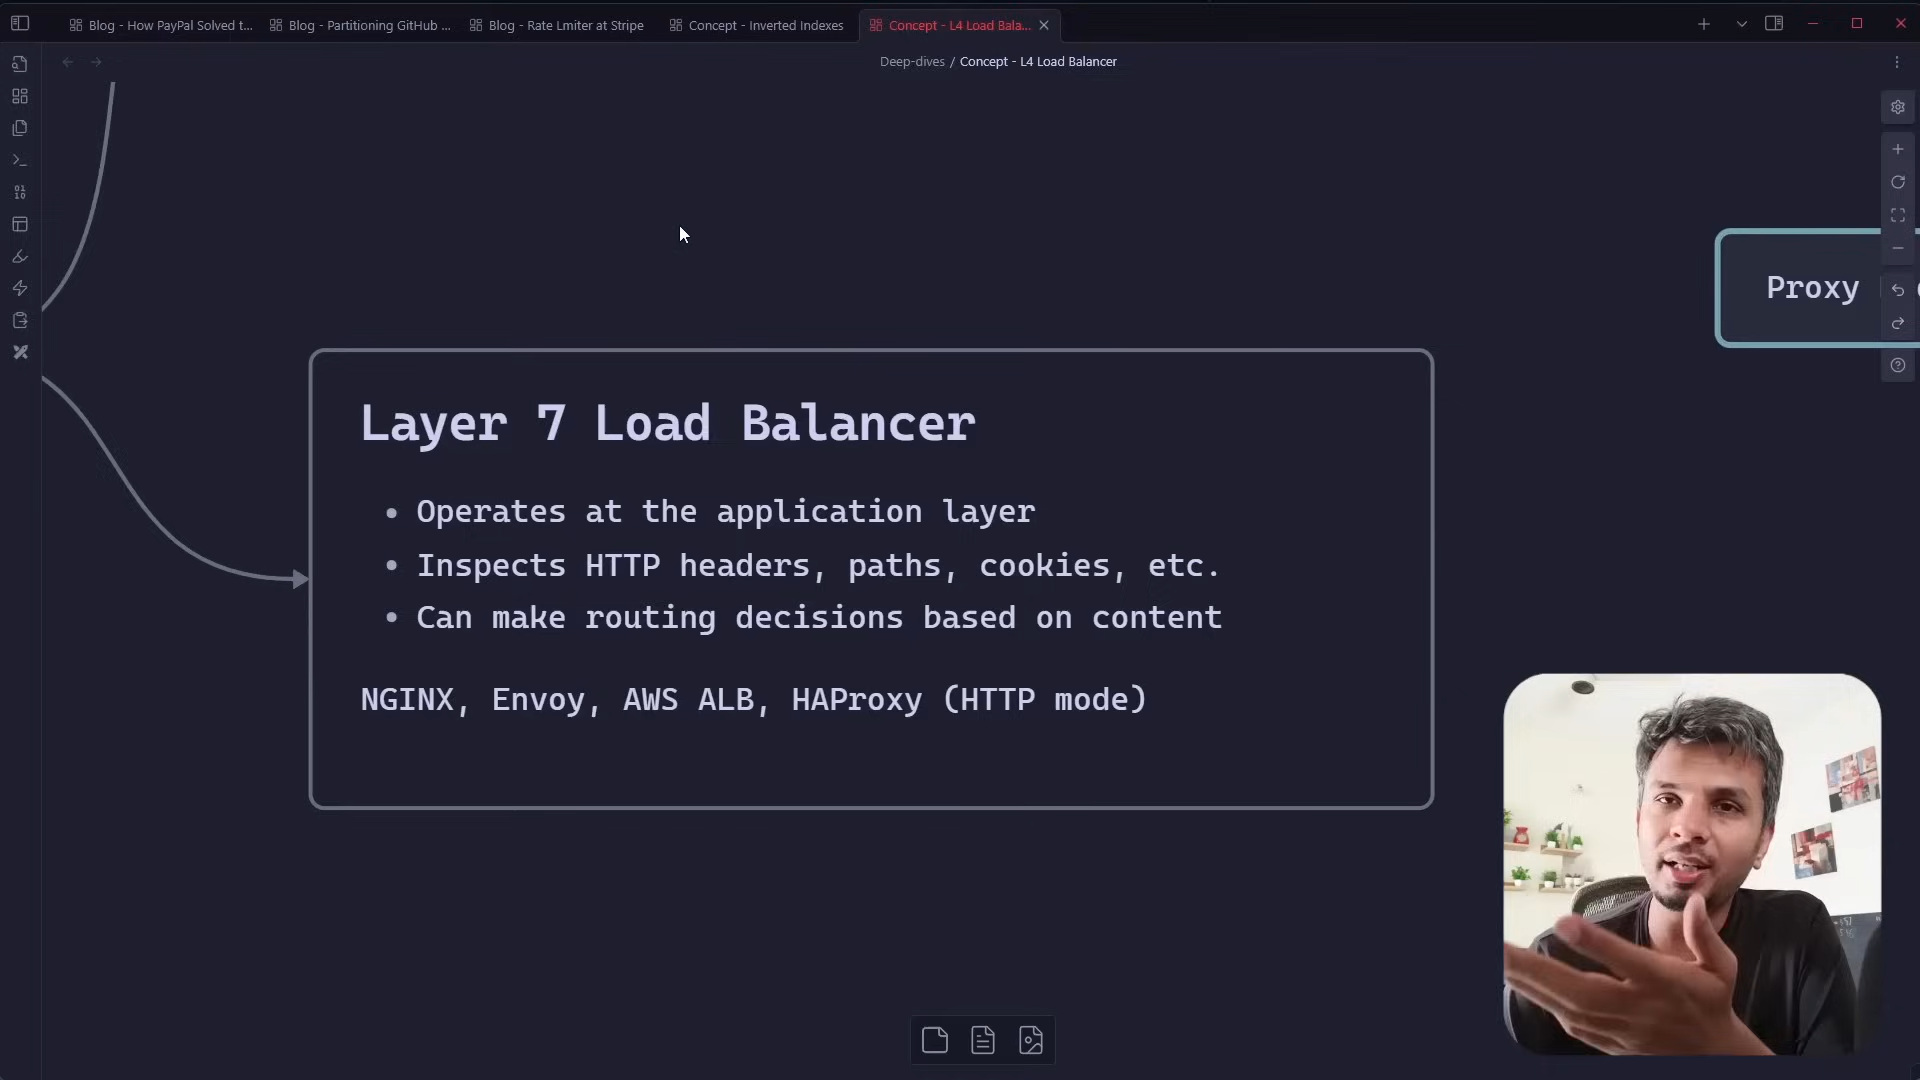 Blog - How PayPal Solved t...
Blog - Partitioning GitHub ...
Blog - Rate Lmiter at Stripe
Concept - Inverted Indexes
Concept - L4 Load Bala...
Deep-dives / Concept - L4 Load Balancer
Proxy
Layer 7 Load Balancer
• Operates at the application layer
• Inspects HTTP headers, paths, cookies, etc.
• Can make routing decisions based on content
NGINX, Envoy, AWS ALB, HAProxy (HTTP mode)